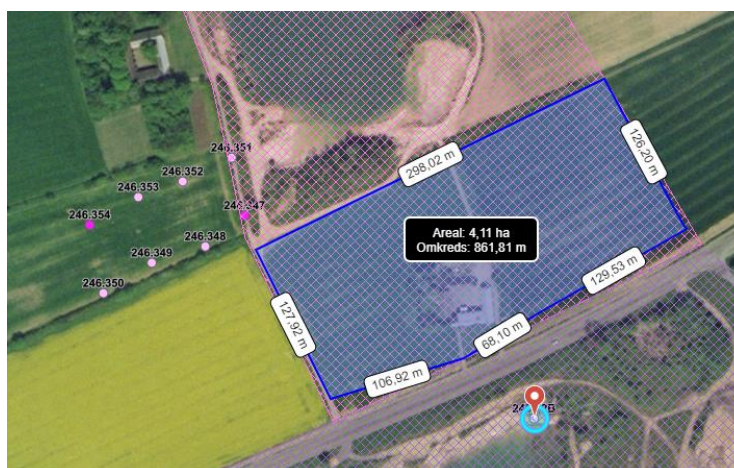 246.351
246.352
246.353
246.354
246.347
246.348
246.349
246.350
298,02 m
126,20 m
Areal: 4,11 ha
Omkreds: 861,81 m
129,53 m
127,92 m
68,10 m
106,92 m